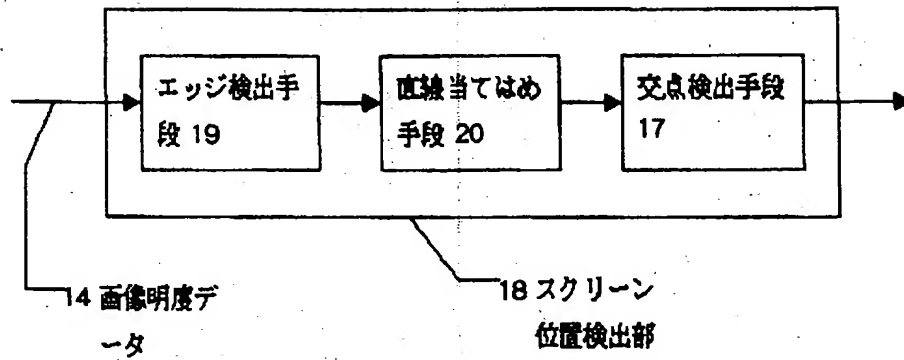 エッジ検出手
段 19
直線当てはめ
手段 20
交点検出手段
17
14 画像明度デ
ータ
18 スクリーン
位置検出部